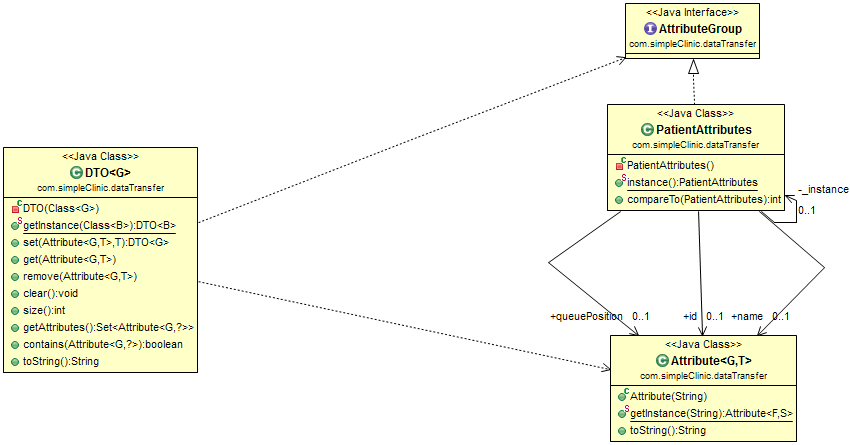 <<Java Interface>>
AttributeGroup
com.simpleClinic.dataTransfer
<<Java Class>>
PatientAttributes
com.simpleClinic.dataTransfer
PatientAttributes()
instance():PatientAttributes
compareTo(PatientAttributes):int
-_instance
0..1
<<Java Class>>
DTO<G>
com.simpleClinic.dataTransfer
DTO(Class<G>)
getInstance(Class<B>):DTO<B>
set(Attribute<G,T>,T):DTO<G>
get(Attribute<G,T>)
remove(Attribute<G,T>)
clear():void
size():int
getAttributes():Set<Attribute<G,?>>
contains(Attribute<G,?>):boolean
toString():String
+queuePosition 0..1
+id 0..1
+name 0..1
<<Java Class>>
Attribute<G,T>
com.simpleClinic.dataTransfer
Attribute(String)
getInstance(String):Attribute<F,S>
toString():String